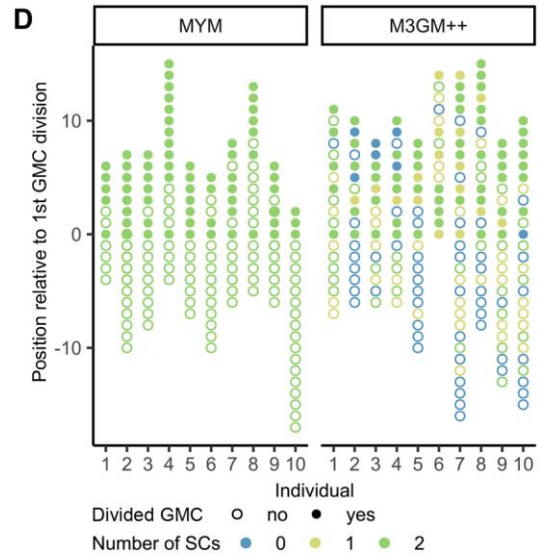 D
MYM M3GM++
Position relative to 1st GMC division
10
0
-10
1 2 3 4 5 6 7 8 9 10 1 2 3 4 5 6 7 8 9 10
Individual
Divided GMC no yes
Number of SCs 0 1 2